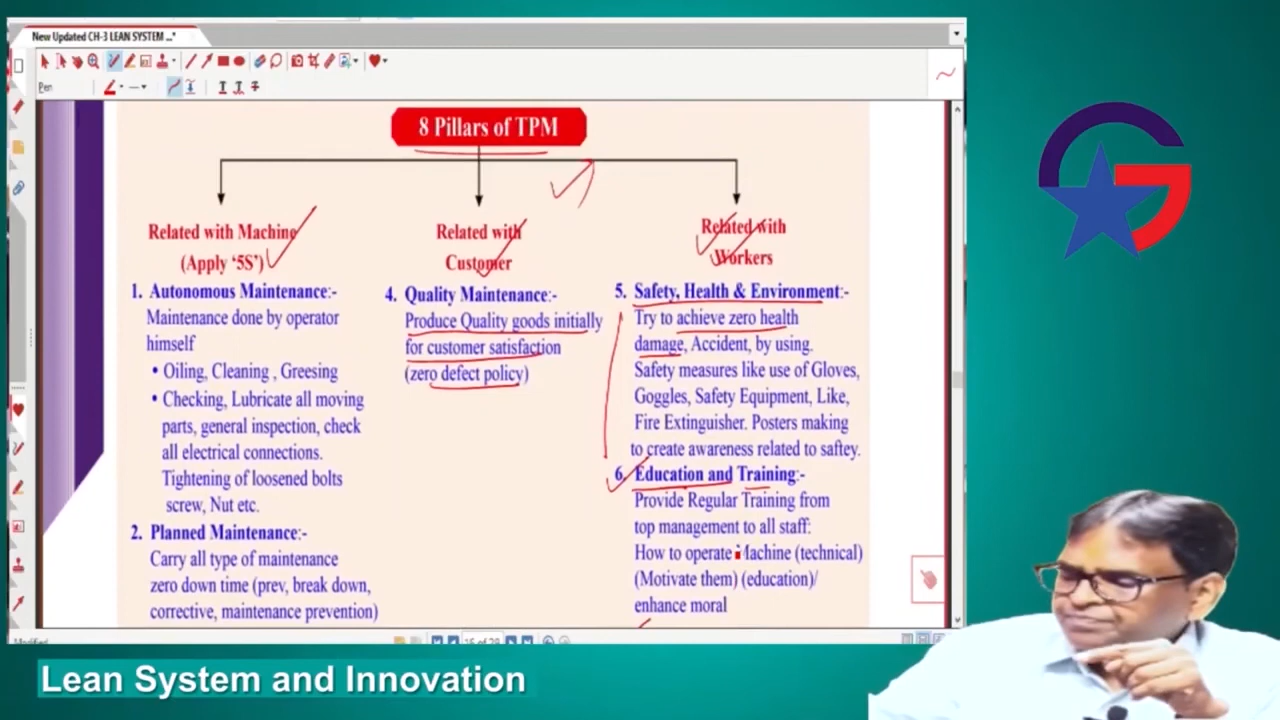 New Updated CH-3 LEAN SYSTEM ...*
Pen
8 Pillars of TPM
Related with Machine
(Apply ‘5S’)
1. Autonomous Maintenance:-
Maintenance done by operator
himself
• Oiling, Cleaning , Greesing
• Checking, Lubricate all moving
parts, general inspection, check
all electrical connections.
Tightening of loosened bolts
screw, Nut etc.
2. Planned Maintenance:-
Carry all type of maintenance
zero down time (prev, break down,
corrective, maintenance prevention)
Related with
Customer
4. Quality Maintenance:-
Produce Quality goods initially
for customer satisfaction
(zero defect policy)
Related with
Workers
5. Safety, Health & Environment:-
Try to achieve zero health
damage, Accident, by using.
Safety measures like use of Gloves,
Goggles, Safety Equipment, Like,
Fire Extinguisher. Posters making
to create awareness related to saftey.
6. Education and Training:-
Provide Regular Training from
top management to all staff:
How to operate Machine (technical)
(Motivate them) (education)/
enhance moral
Lean System and Innovation